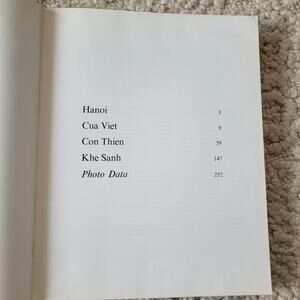 Hanoi 3
Cua Viet 9
Con Thien 59
Khe Sanh 147
Photo Data 252